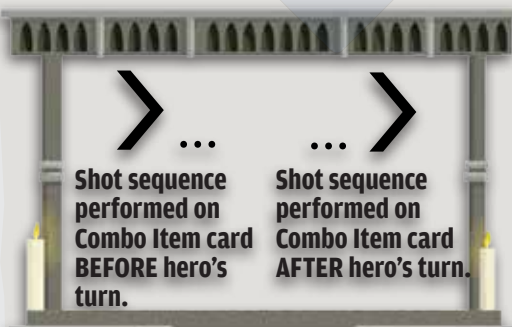 ❯...
...❯
Shot sequence
performed on
Combo Item card
BEFORE hero's
turn.
Shot sequence
performed on
Combo Item card
AFTER hero's turn.